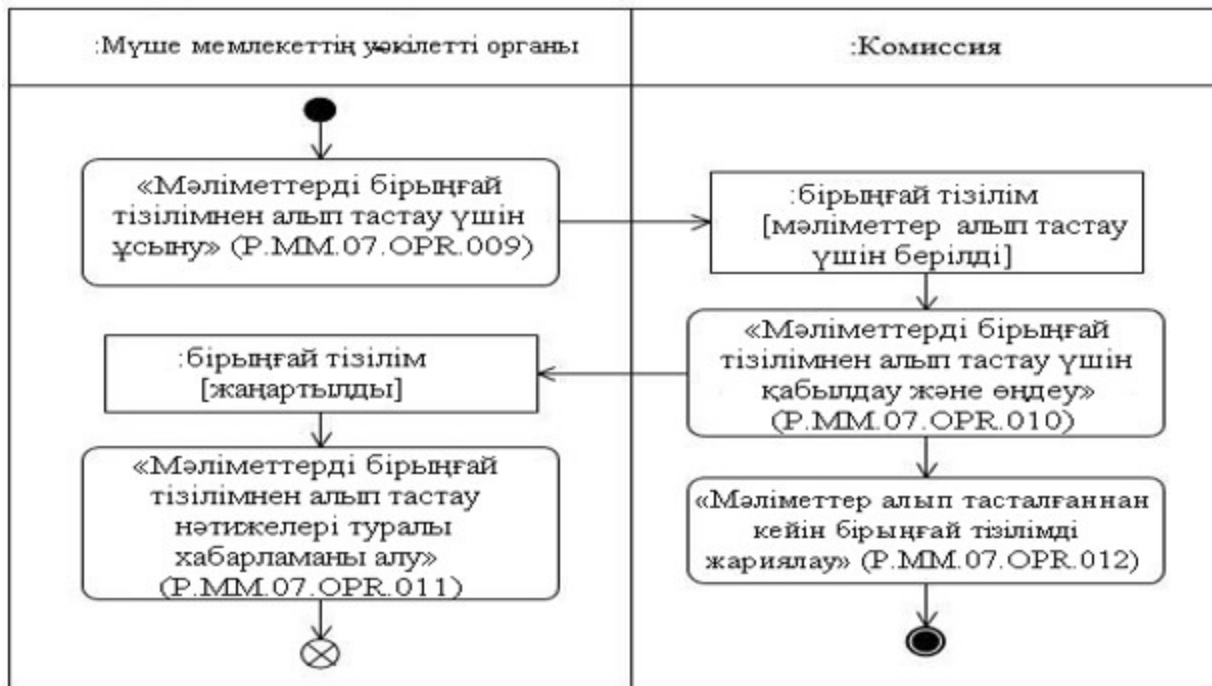 :Мүше мемлекеттің уәкілетті органы
:Комиссия
«Мәліметтерді бірыңғай
тізілімнен алып тастау үшін
ұсыну» (P.MM.07.OPR.009)
:бірыңғай тізілім
[мәліметтер алып тастау
үшін берілді]
«Мәліметтерді бірыңғай
тізілімнен алып тастау үшін
қабылдау және өңдеу»
(P.MM.07.OPR.010)
:бірыңғай тізілім
[жаңартылды]
«Мәліметтерді бірыңғай
тізілімнен алып тастау
нәтижелері туралы
хабарламаны алу»
(P.MM.07.OPR.011)
«Мәліметтер алып тасталғаннан
кейін бірыңғай тізілімді
жариялау» (P.MM.07.OPR.012)